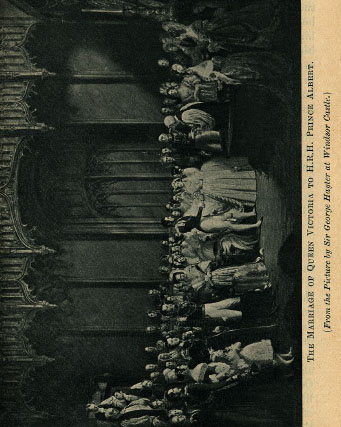 THE MARRIAGE OF QUEEN VICTORIA TO H.R.H. PRINCE ALBERT.
(From the Picture by Sir George Hayter at Windsor Castle.)